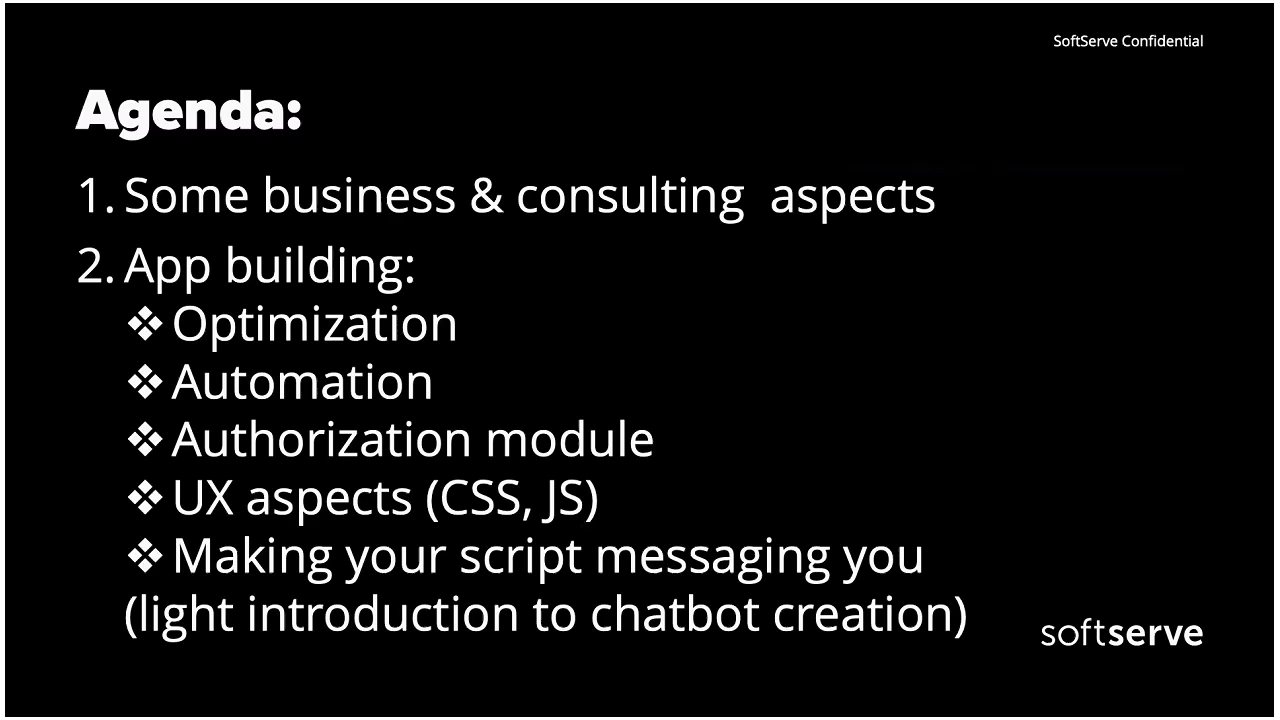 SoftServe Confidential
Agenda:
1. Some business & consulting  aspects
2. App building:
❖ Optimization
❖ Automation
❖ Authorization module
❖ UX aspects (CSS, JS)
❖ Making your script messaging you
(light introduction to chatbot creation)
softserve